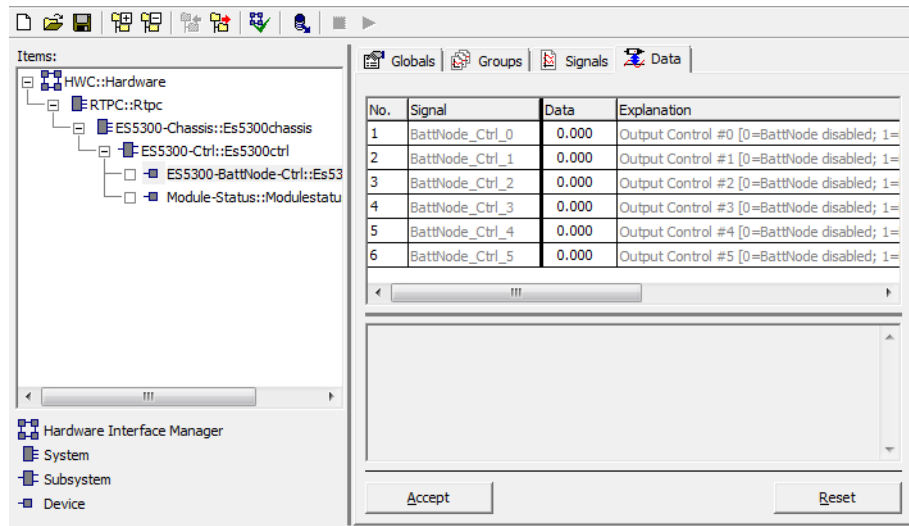 Items:
HWC::Hardware
RTPC::Rtpc
ES5300-Chassis::Es5300chassis
ES5300-Ctrl::Es5300ctrl
ES5300-BattNode-Ctrl::Es53
Module-Status::Modulestatu
Hardware Interface Manager
System
Subsystem
Device
Globals Groups Signals Data
No. Signal Data Explanation
1 BattNode_Ctrl_0 0.000 Output Control #0 [0=BattNode disabled; 1=
2 BattNode_Ctrl_1 0.000 Output Control #1 [0=BattNode disabled; 1=
3 BattNode_Ctrl_2 0.000 Output Control #2 [0=BattNode disabled; 1=
4 BattNode_Ctrl_3 0.000 Output Control #3 [0=BattNode disabled; 1=
5 BattNode_Ctrl_4 0.000 Output Control #4 [0=BattNode disabled; 1=
6 BattNode_Ctrl_5 0.000 Output Control #5 [0=BattNode disabled; 1=
Accept Reset